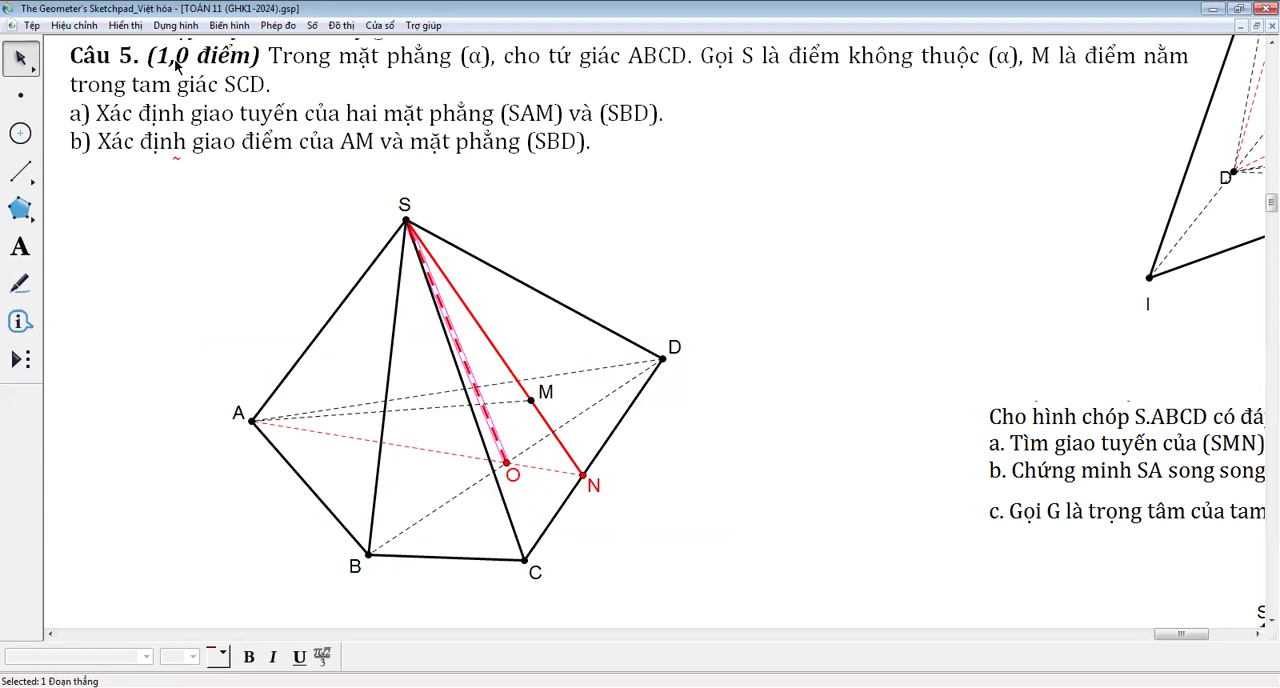 The Geometer's Sketchpad_Việt hóa - [TOÁN 11 (GHK1-2024).gsp]
Tệp Hiệu chỉnh Hiển thị Dựng hình Biến hình Phép đo Số Đồ thị Cửa sổ Trợ giúp
Câu 5. (1,0 điểm) Trong mặt phẳng (α), cho tứ giác ABCD. Gọi S là điểm không thuộc (α), M là điểm nằm
trong tam giác SCD.
a) Xác định giao tuyến của hai mặt phẳng (SAM) và (SBD).
b) Xác định giao điểm của AM và mặt phẳng (SBD).
D
S
I
D
M
A
Cho hình chóp S.ABCD có đá
a. Tìm giao tuyến của (SMN)
O
N
b. Chứng minh SA song song
c. Gọi G là trọng tâm của tam
B
C
S
A
B I U
Selected: 1 Đoạn thẳng